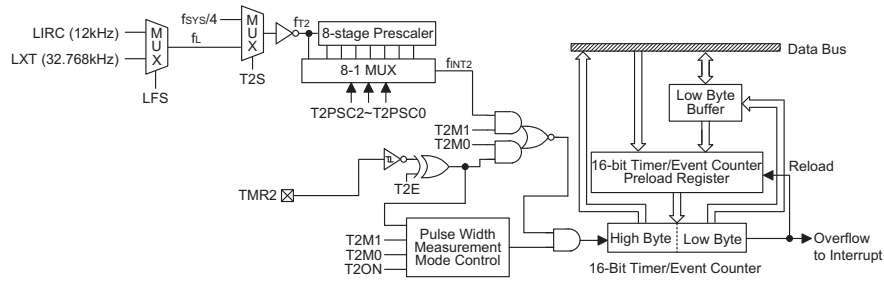 LIRC (12kHz)
LXT (32.768kHz)
MUX
LFS
fL
fSYS/4
MUX
T2S
fT2
8-stage Prescaler
8-1 MUX
T2PSC2~T2PSC0
fINT2
T2M1
T2M0
TMR2
T2E
T2M1
T2M0
T2ON
Pulse Width
Measurement
Mode Control
Data Bus
Low Byte
Buffer
16-bit Timer/Event Counter
Preload Register
Reload
High Byte
Low Byte
16-Bit Timer/Event Counter
Overflow
to Interrupt